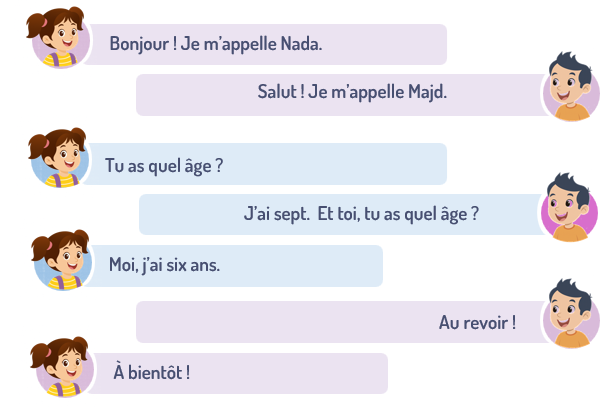 Bonjour ! Je m’appelle Nada.
Salut ! Je m’appelle Majd.
Tu as quel âge ?
J’ai sept.  Et toi, tu as quel âge ?
Moi, j’ai six ans.
Au revoir !
À bientôt !